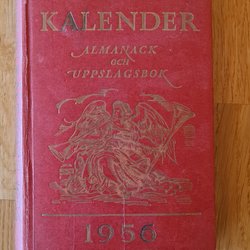 KALENDER
ALMANACK
OCH
UPPSLAGSBOK
1956